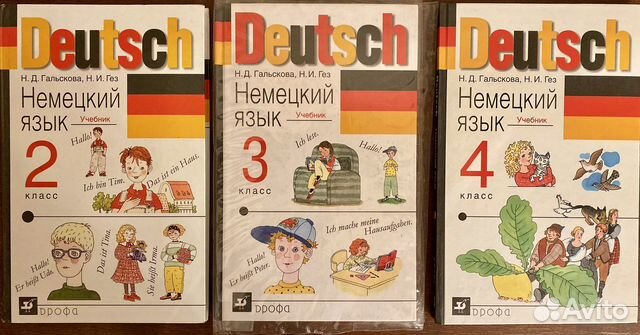 Deutsch
Н. Д. Гальскова, Н. И. Гез
Немецкий
язык
Учебник
2
класс
Hallo!
Ich bin Tim.
Das ist ein Haus.
Hallo!
Er heißt Udo.
Das ist Tina.
Sie heißt Irma.
дрофа
Deutsch
Н. Д. Гальскова, Н. И. Гез
Немецкий
язык
Учебник
3
класс
Ich lese.
Hallo!
Ich mache meine
Hausaufgaben.
Hallo!
Er heißt Peter.
дрофа
Deutsch
Н. Д. Гальскова, Н. И. Гез
Немецкий
язык
Учебник
4
класс
дрофа
Avito